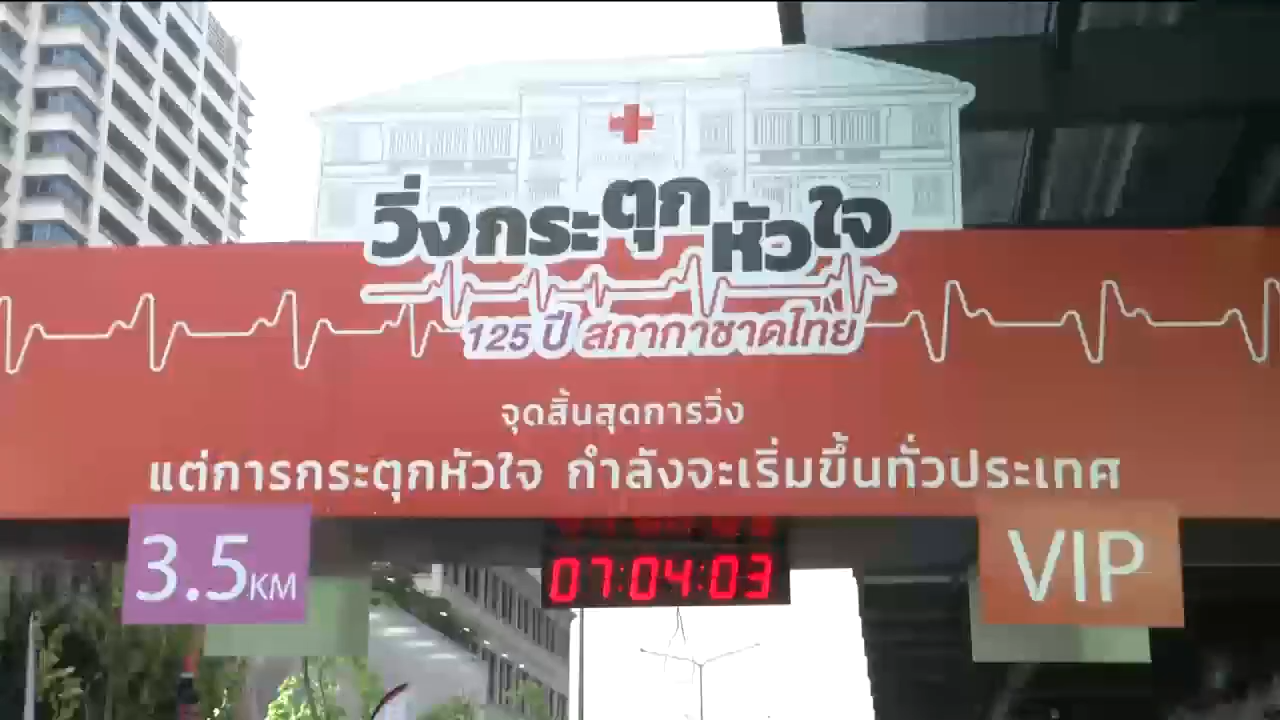 วิ่งกระตุกหัวใจ
125 ปี สภากาชาดไทย
จุดสิ้นสุดการวิ่ง
แต่การกระตุกหัวใจ กำลังจะเริ่มขึ้นทั่วประเทศ
3.5KM
VIP
07:04:03